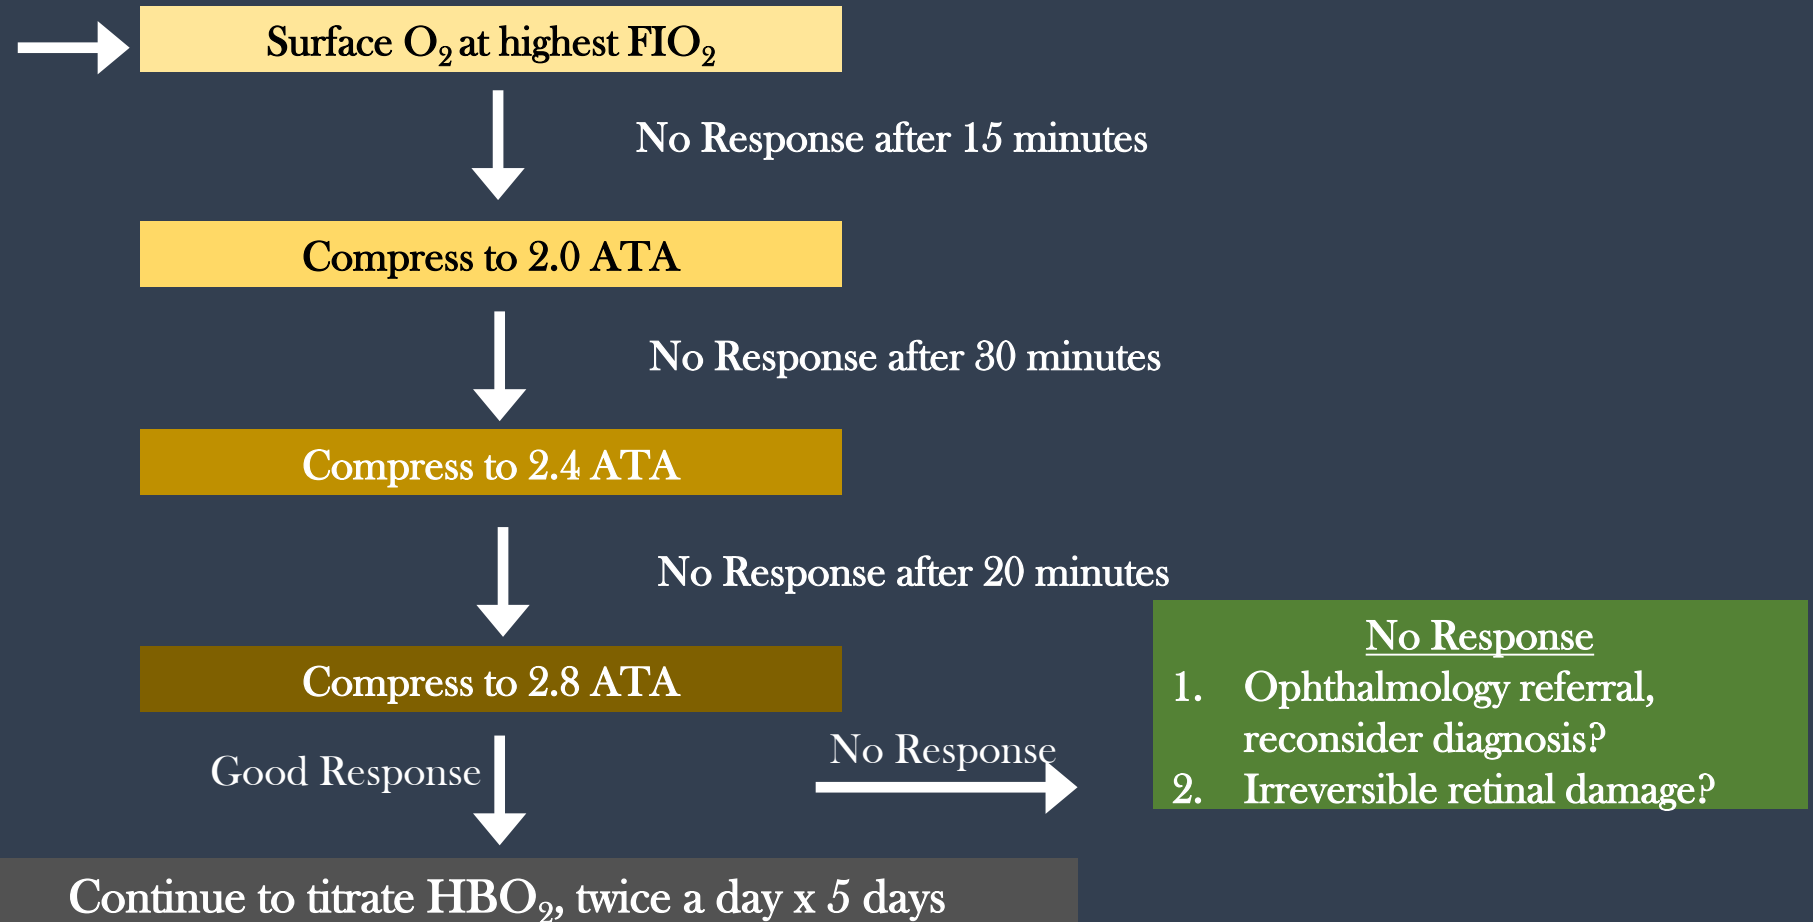 Surface O₂ at highest FIO₂
No Response after 15 minutes
Compress to 2.0 ATA
No Response after 30 minutes
Compress to 2.4 ATA
No Response after 20 minutes
Compress to 2.8 ATA
Good Response
No Response
No Response
1. Ophthalmology referral,
reconsider diagnosis?
2. Irreversible retinal damage?
Continue to titrate HBO₂, twice a day x 5 days